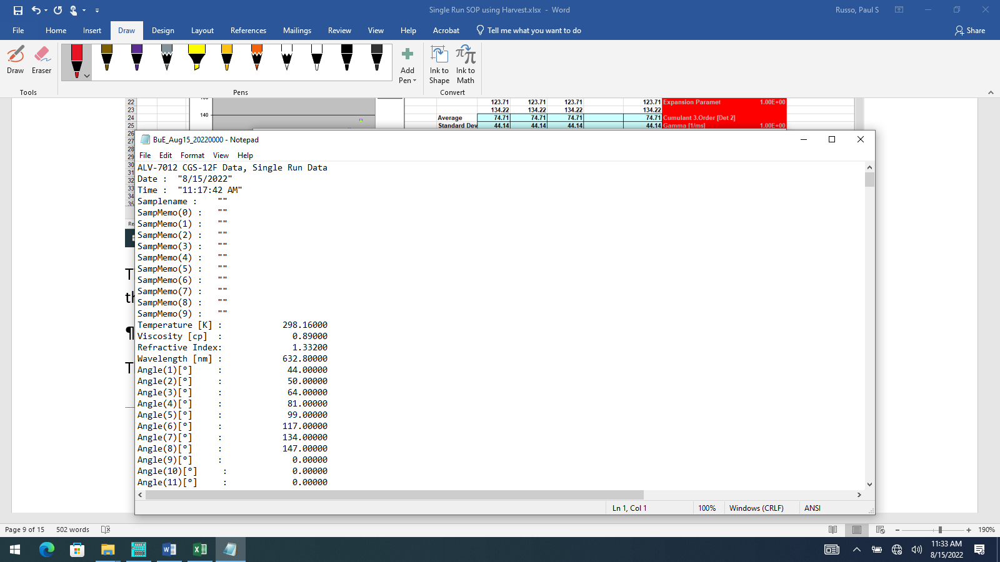 Single Run SOP using Harvest.xlsx - Word
Russo, Paul S
File Home Insert Draw Design Layout References Mailings Review View Help Acrobat Tell me what you want to do
Share
Draw Eraser Add Pen Ink to Shape Ink to Math
Tools Pens Convert
22 123.71 123.71 123.71 123.71 Expansion Paramet 1.00E+00
23 134.22 134.22 134.22 134.22
140
24 Average 74.71 74.71 74.71 74.71 Cumulant 3.Order [Det 2]
25 Standard Dev 44.14 44.14 44.14 44.14 Gamma [1/ms] 1.00E+00
26
27
28
29
30
31
32
33
34
35
Re
T
th
¶
T
BuE_Aug15_20220000 - Notepad
File Edit Format View Help
ALV-7012 CGS-12F Data, Single Run Data
Date : "8/15/2022"
Time : "11:17:42 AM"
Samplename : ""
SampMemo(0) : ""
SampMemo(1) : ""
SampMemo(2) : ""
SampMemo(3) : ""
SampMemo(4) : ""
SampMemo(5) : ""
SampMemo(6) : ""
SampMemo(7) : ""
SampMemo(8) : ""
SampMemo(9) : ""
Temperature [K] : 298.16000
Viscosity [cp] : 0.89000
Refractive Index: 1.33200
Wavelength [nm] : 632.80000
Angle(1)[º] : 44.00000
Angle(2)[º] : 50.00000
Angle(3)[º] : 64.00000
Angle(4)[º] : 81.00000
Angle(5)[º] : 99.00000
Angle(6)[º] : 117.00000
Angle(7)[º] : 134.00000
Angle(8)[º] : 147.00000
Angle(9)[º] : 0.00000
Angle(10)[º] : 0.00000
Angle(11)[º] : 0.00000
Ln 1, Col 1 100% Windows (CRLF) ANSI
Page 9 of 15 502 words 190%
11:33 AM
8/15/2022